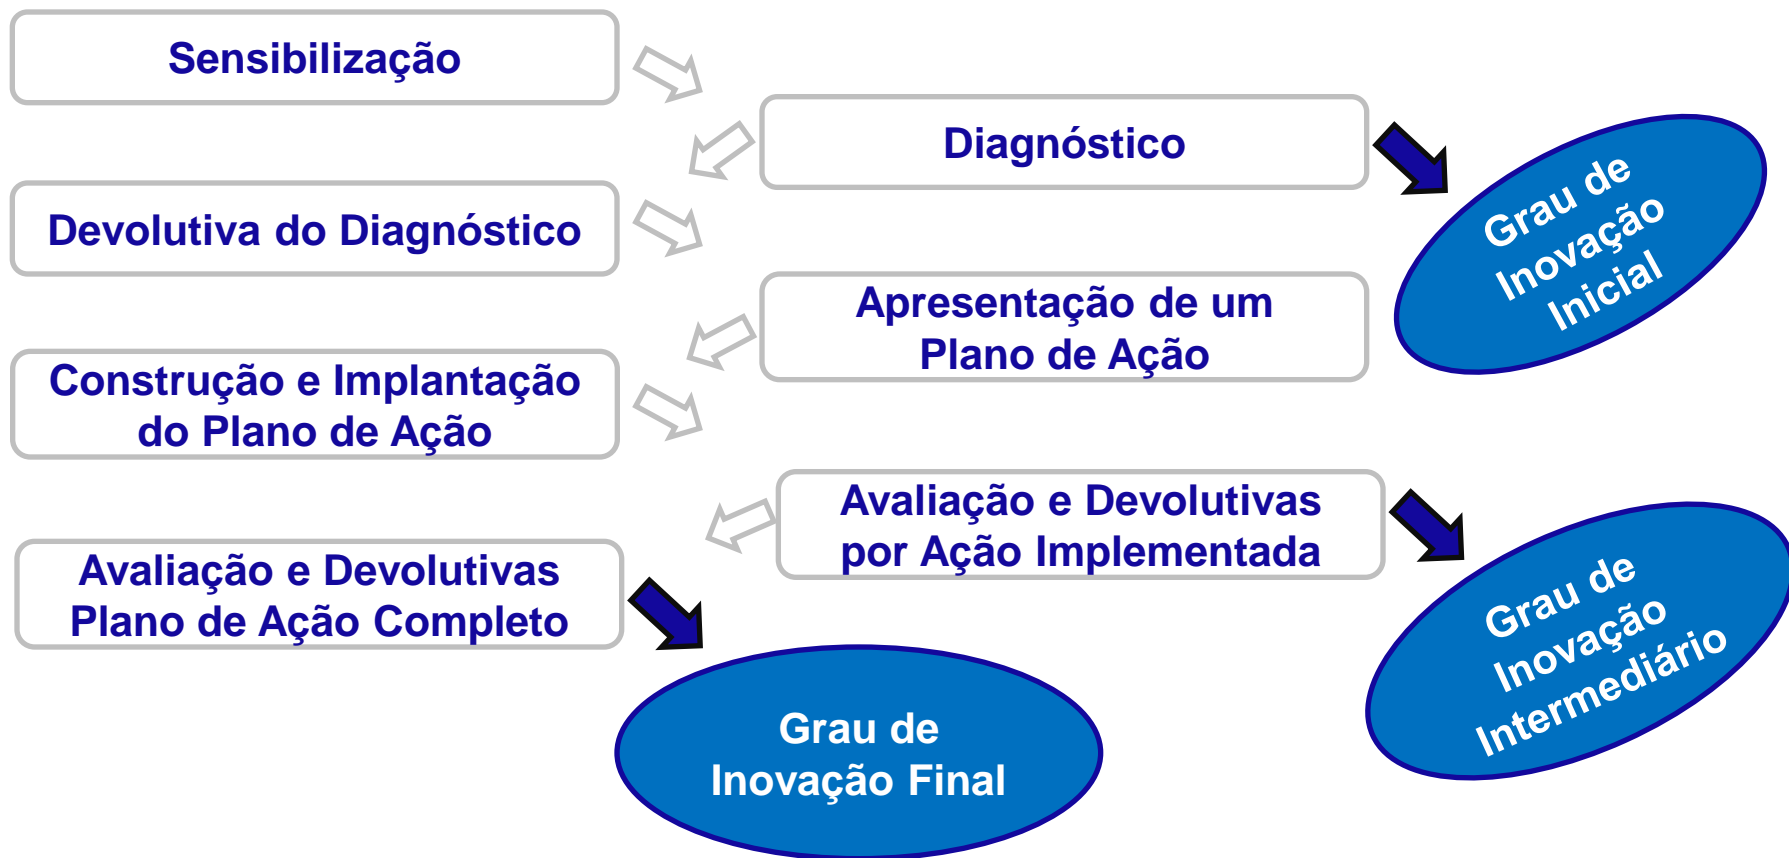 Sensibilização
Diagnóstico
Grau de
Inovação
Inicial
Devolutiva do Diagnóstico
Apresentação de um
Plano de Ação
Construção e Implantação
do Plano de Ação
Avaliação e Devolutivas
por Ação Implementada
Grau de
Inovação
Intermediário
Avaliação e Devolutivas
Plano de Ação Completo
Grau de
Inovação Final